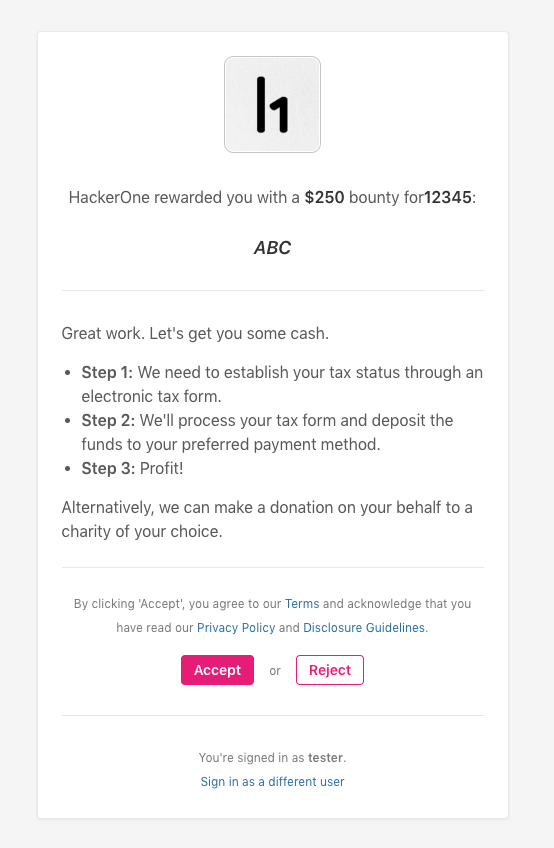 h1
HackerOne rewarded you with a $250 bounty for12345:
ABC
Great work. Let's get you some cash.
• Step 1: We need to establish your tax status through an
electronic tax form.
• Step 2: We'll process your tax form and deposit the
funds to your preferred payment method.
• Step 3: Profit!
Alternatively, we can make a donation on your behalf to a
charity of your choice.
By clicking 'Accept', you agree to our Terms and acknowledge that you
have read our Privacy Policy and Disclosure Guidelines.
Accept or Reject
You're signed in as tester.
Sign in as a different user